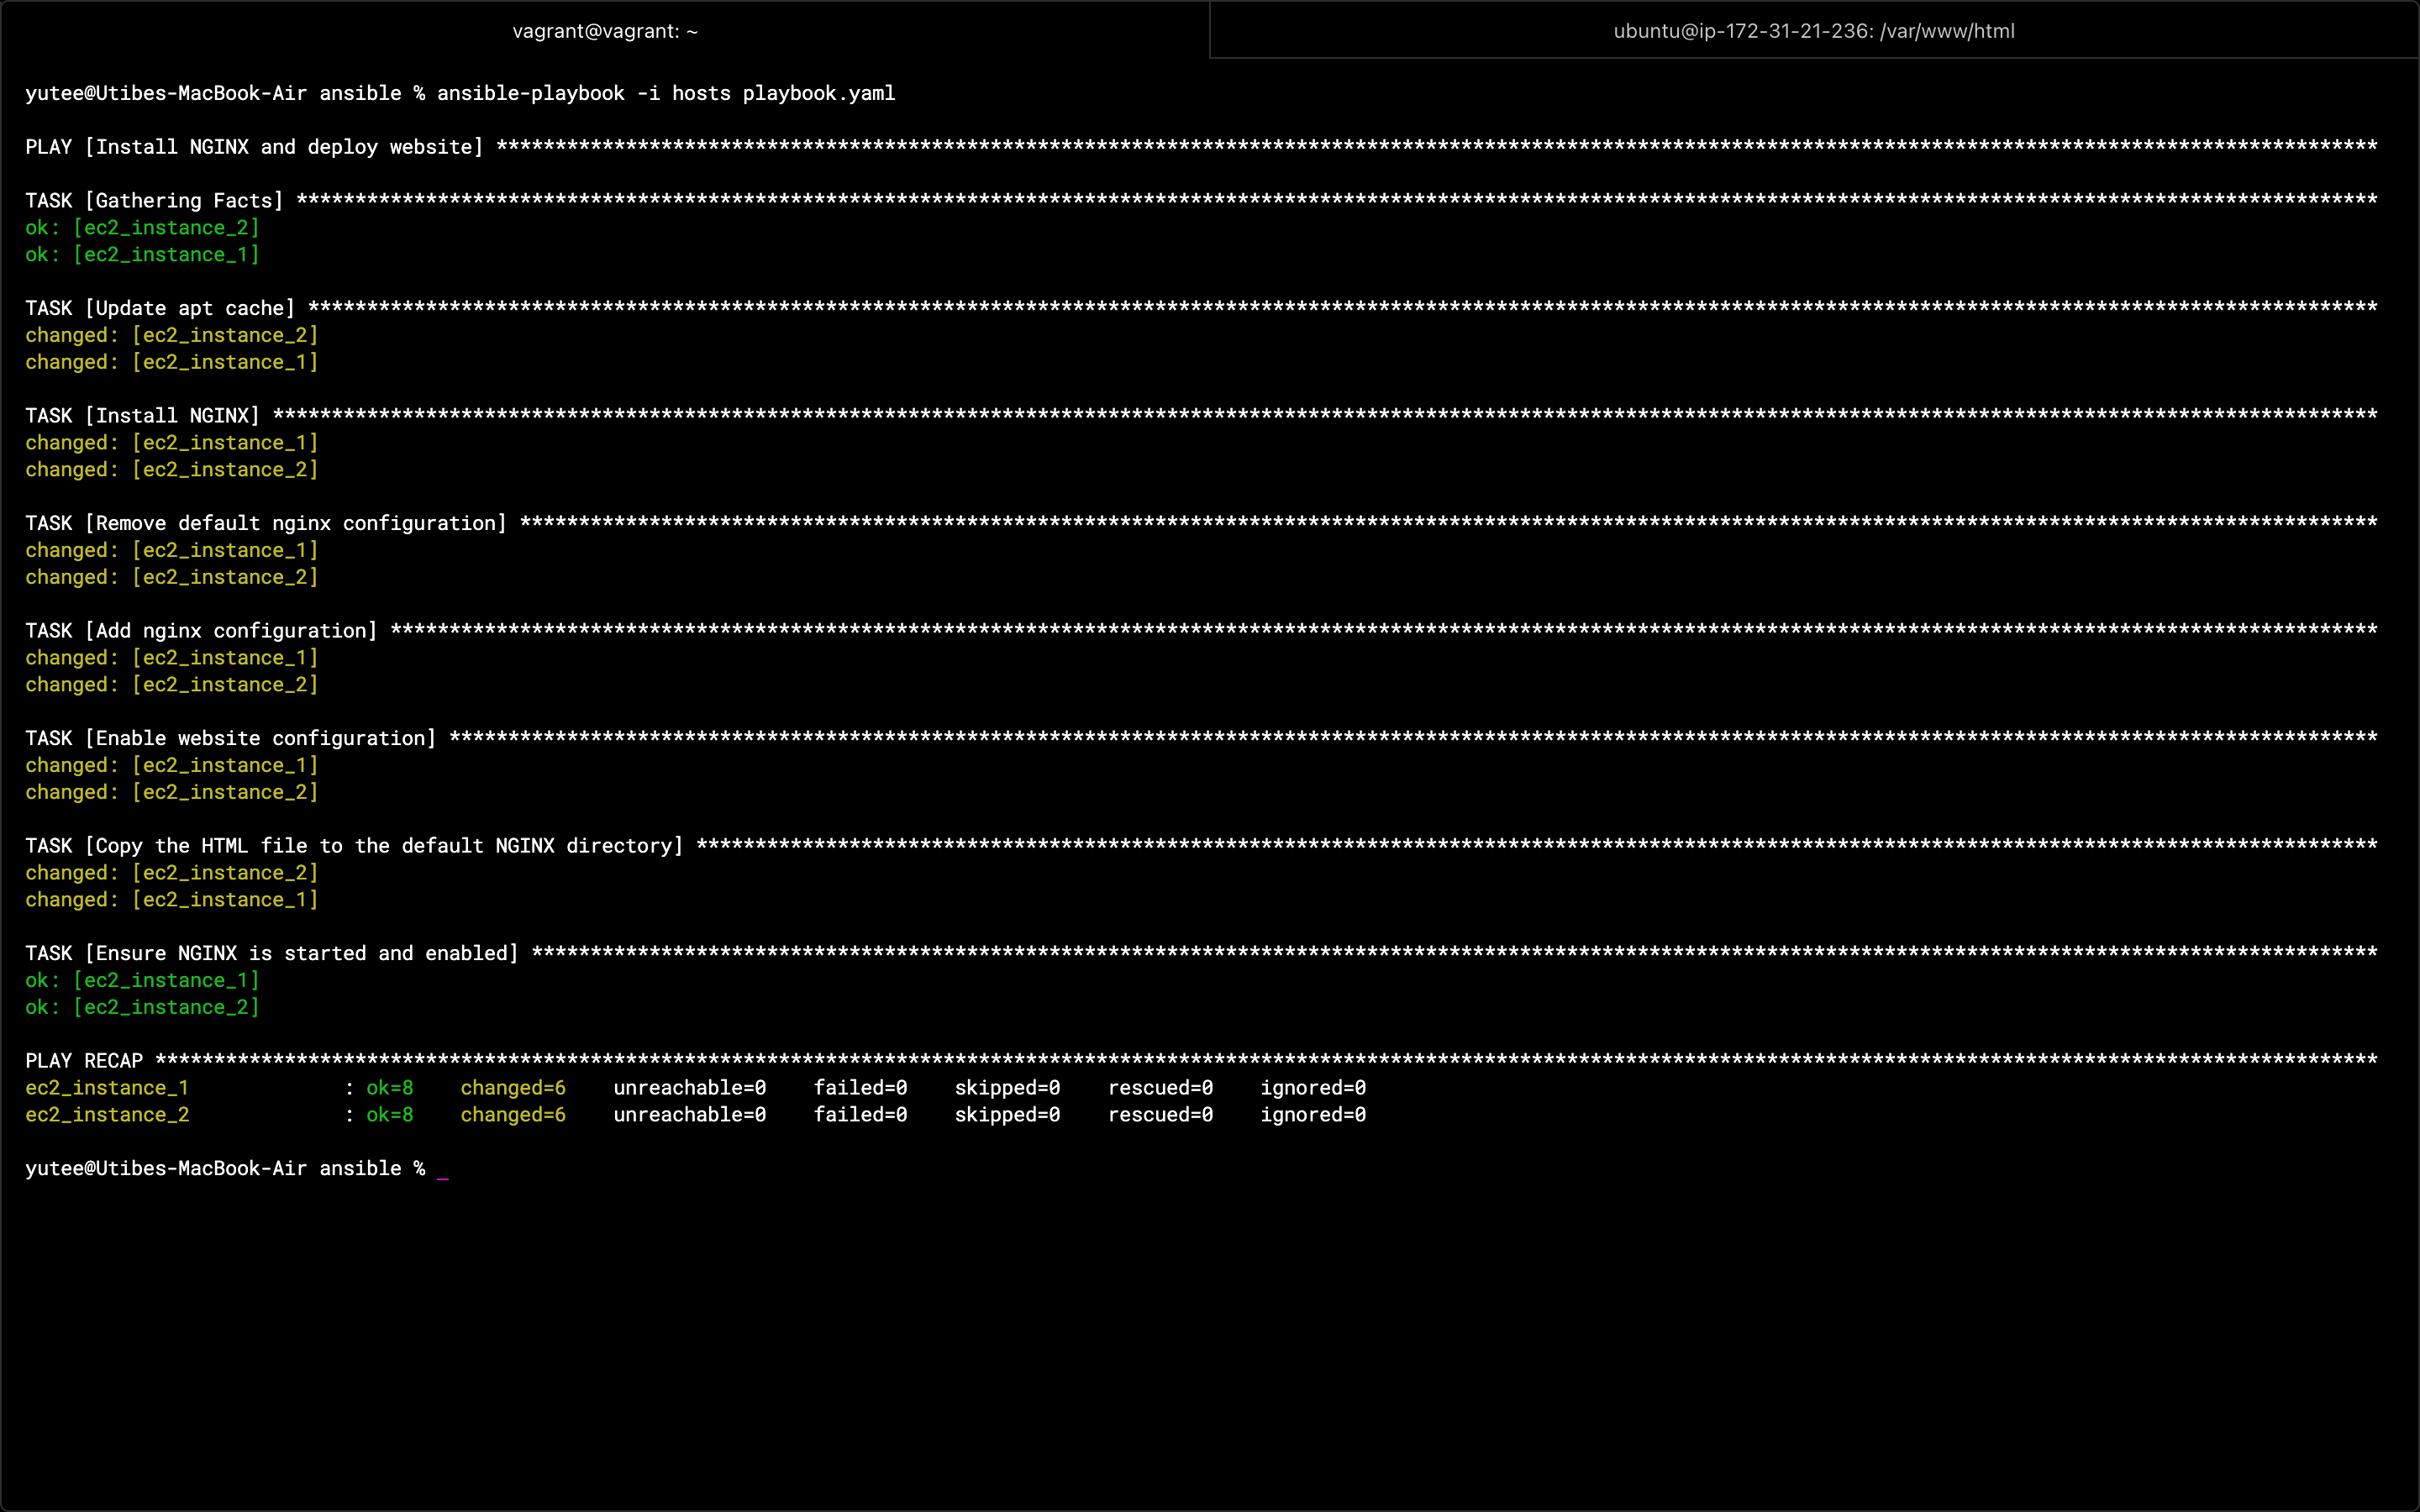 vagrant@vagrant: ~
ubuntu@ip-172-31-21-236: /var/www/html
yutee@Utibes-MacBook-Air ansible % ansible-playbook -i hosts playbook.yaml
PLAY [Install NGINX and deploy website] ****************************************************************************************************************************************************************
TASK [Gathering Facts] *********************************************************************************************************************************************************************************
ok: [ec2_instance_2]
ok: [ec2_instance_1]
TASK [Update apt cache] ********************************************************************************************************************************************************************************
changed: [ec2_instance_2]
changed: [ec2_instance_1]
TASK [Install NGINX] ***********************************************************************************************************************************************************************************
changed: [ec2_instance_1]
changed: [ec2_instance_2]
TASK [Remove default nginx configuration] **************************************************************************************************************************************************************
changed: [ec2_instance_1]
changed: [ec2_instance_2]
TASK [Add nginx configuration] *************************************************************************************************************************************************************************
changed: [ec2_instance_1]
changed: [ec2_instance_2]
TASK [Enable website configuration] ********************************************************************************************************************************************************************
changed: [ec2_instance_1]
changed: [ec2_instance_2]
TASK [Copy the HTML file to the default NGINX directory] ***********************************************************************************************************************************************
changed: [ec2_instance_2]
changed: [ec2_instance_1]
TASK [Ensure NGINX is started and enabled] *************************************************************************************************************************************************************
ok: [ec2_instance_1]
ok: [ec2_instance_2]
PLAY RECAP *********************************************************************************************************************************************************************************************
ec2_instance_1             : ok=8    changed=6    unreachable=0    failed=0    skipped=0    rescued=0    ignored=0
ec2_instance_2             : ok=8    changed=6    unreachable=0    failed=0    skipped=0    rescued=0    ignored=0
yutee@Utibes-MacBook-Air ansible % _